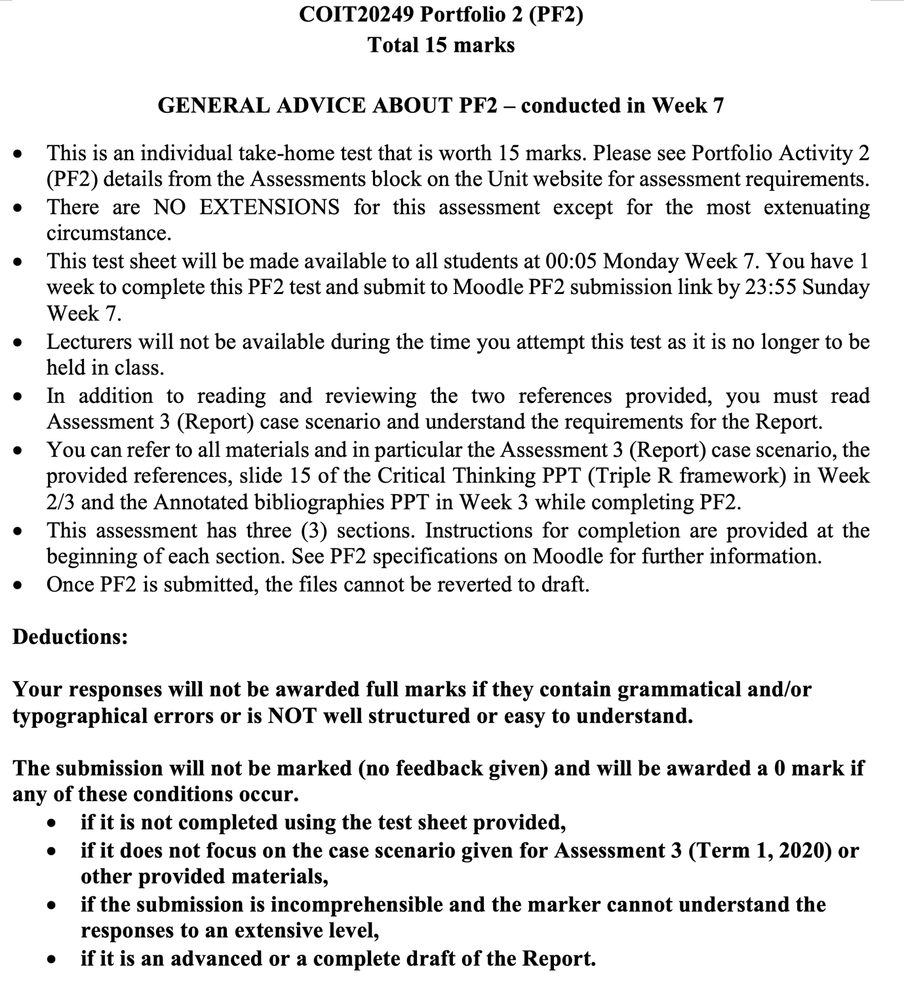 COIT20249 Portfolio 2 (PF2)
Total 15 marks
GENERAL ADVICE ABOUT PF2 – conducted in Week 7
• This is an individual take-home test that is worth 15 marks. Please see Portfolio Activity 2
(PF2) details from the Assessments block on the Unit website for assessment requirements.
• There are NO EXTENSIONS for this assessment except for the most extenuating
circumstance.
• This test sheet will be made available to all students at 00:05 Monday Week 7. You have 1
week to complete this PF2 test and submit to Moodle PF2 submission link by 23:55 Sunday
Week 7.
• Lecturers will not be available during the time you attempt this test as it is no longer to be
held in class.
• In addition to reading and reviewing the two references provided, you must read
Assessment 3 (Report) case scenario and understand the requirements for the Report.
• You can refer to all materials and in particular the Assessment 3 (Report) case scenario, the
provided references, slide 15 of the Critical Thinking PPT (Triple R framework) in Week
2/3 and the Annotated bibliographies PPT in Week 3 while completing PF2.
• This assessment has three (3) sections. Instructions for completion are provided at the
beginning of each section. See PF2 specifications on Moodle for further information.
• Once PF2 is submitted, the files cannot be reverted to draft.
Deductions:
Your responses will not be awarded full marks if they contain grammatical and/or
typographical errors or is NOT well structured or easy to understand.
The submission will not be marked (no feedback given) and will be awarded a 0 mark if
any of these conditions occur.
• if it is not completed using the test sheet provided,
• if it does not focus on the case scenario given for Assessment 3 (Term 1, 2020) or
other provided materials,
• if the submission is incomprehensible and the marker cannot understand the
responses to an extensive level,
• if it is an advanced or a complete draft of the Report.